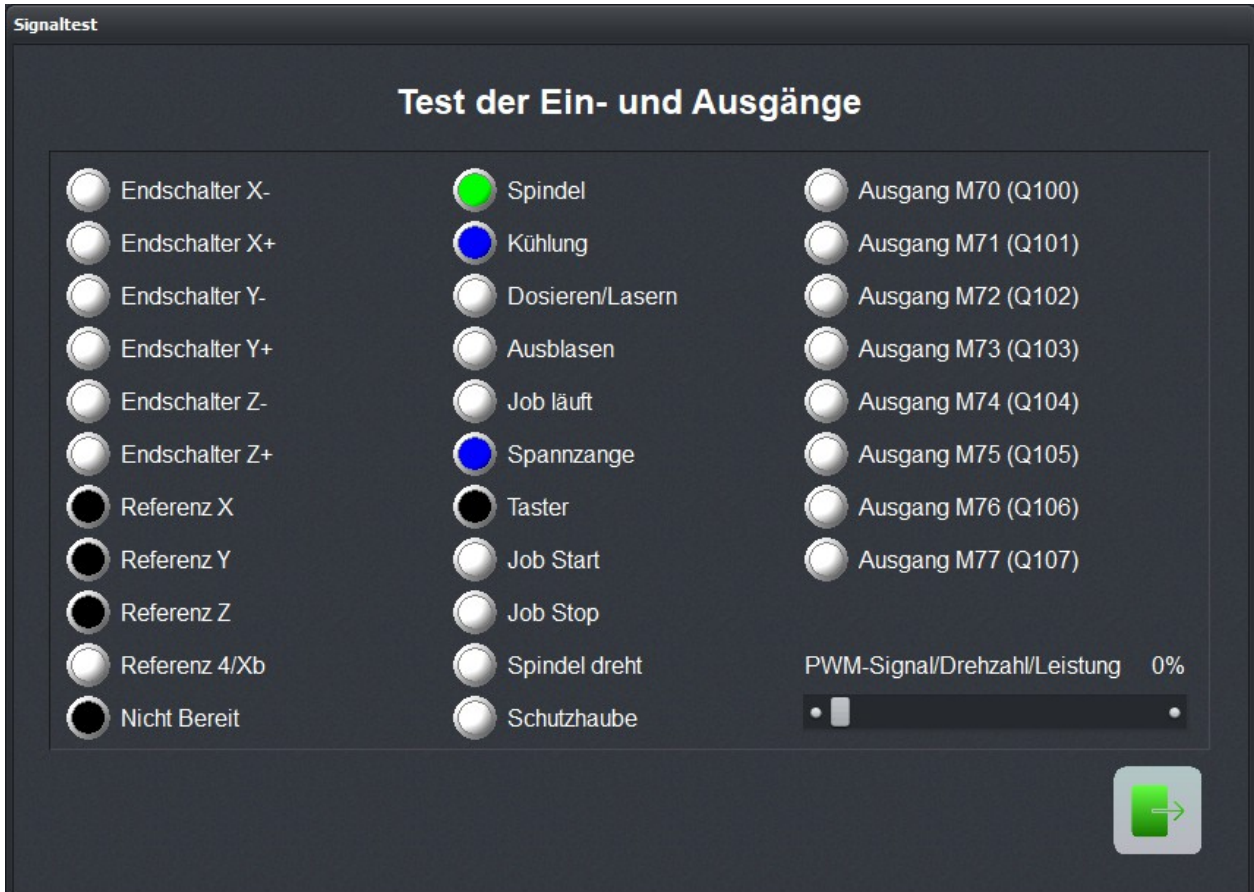 Signaltest
Test der Ein- und Ausgänge
Endschalter X-
Endschalter X+
Endschalter Y-
Endschalter Y+
Endschalter Z-
Endschalter Z+
Referenz X
Referenz Y
Referenz Z
Referenz 4/Xb
Nicht Bereit
Spindel
Kühlung
Dosieren/Lasern
Ausblasen
Job läuft
Spannzange
Taster
Job Start
Job Stop
Spindel dreht
Schutzhaube
Ausgang M70 (Q100)
Ausgang M71 (Q101)
Ausgang M72 (Q102)
Ausgang M73 (Q103)
Ausgang M74 (Q104)
Ausgang M75 (Q105)
Ausgang M76 (Q106)
Ausgang M77 (Q107)
PWM-Signal/Drehzahl/Leistung 0%